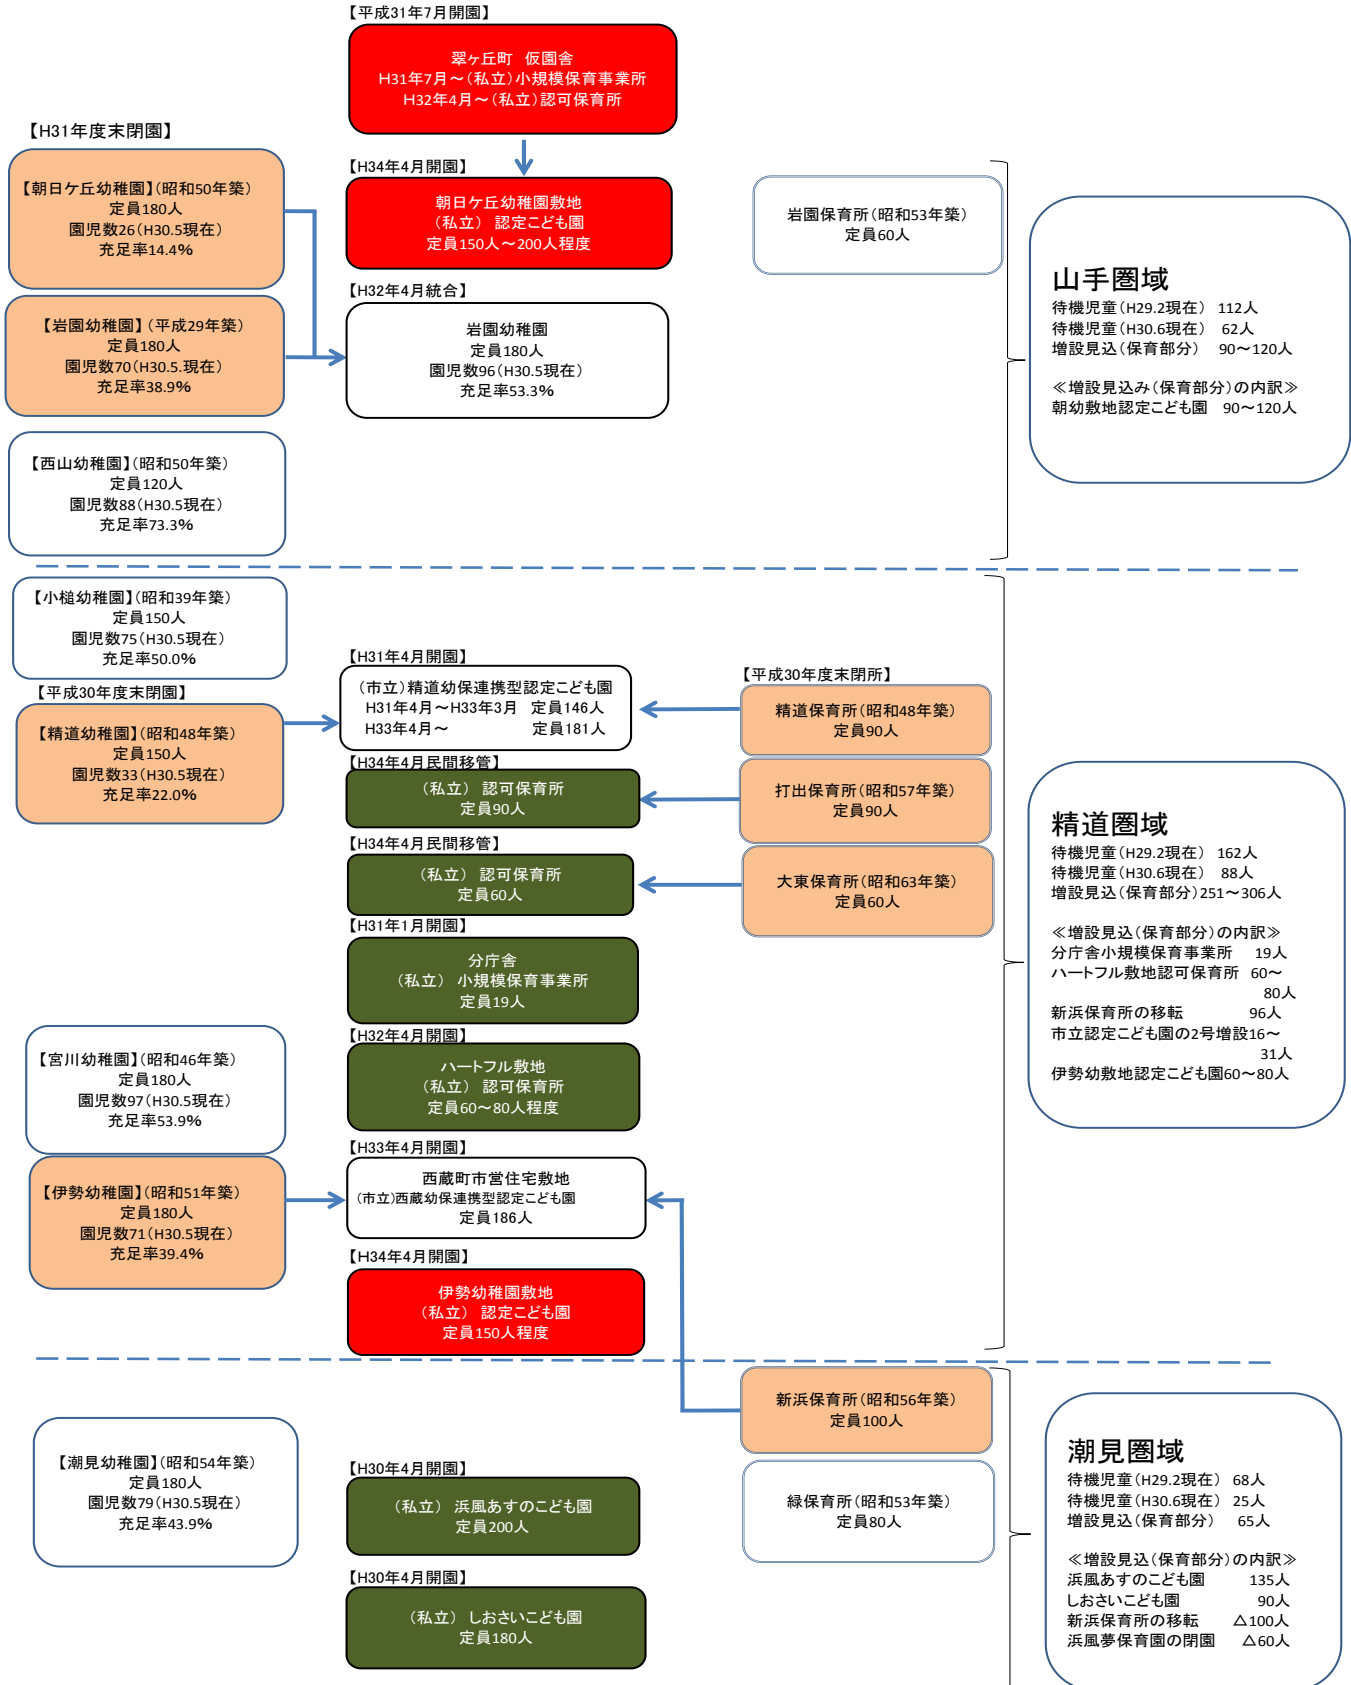 【平成31年7月開園】
翠ヶ丘町 仮園舎
H31年7月～(私立)小規模保育事業所
H32年4月～(私立)認可保育所
【H31年度末閉園】
【朝日ケ丘幼稚園】(昭和50年築)
定員180人
園児数26(H30.5現在)
充足率14.4%
【H34年4月開園】
朝日ケ丘幼稚園敷地
(私立) 認定こども園
定員150人～200人程度
岩園保育所(昭和53年築)
定員60人
【岩園幼稚園】(平成29年築)
定員180人
園児数70(H30.5.現在)
充足率38.9%
【H32年4月統合】
岩園幼稚園
定員180人
園児数96(H30.5現在)
充足率53.3%
【西山幼稚園】(昭和50年築)
定員120人
園児数88(H30.5現在)
充足率73.3%
山手圏域
待機児童(H29.2現在) 112人
待機児童(H30.6現在) 62人
増設見込(保育部分) 90～120人
≪増設見込み(保育部分)の内訳≫
朝幼敷地認定こども園 90～120人
【小槌幼稚園】(昭和39年築)
定員150人
園児数75(H30.5現在)
充足率50.0%
【平成30年度末閉園】
【精道幼稚園】(昭和48年築)
定員150人
園児数33(H30.5現在)
充足率22.0%
【H31年4月開園】
(市立)精道幼保連携型認定こども園
H31年4月～H33年3月 定員146人
H33年4月～ 定員181人
【平成30年度末閉所】
精道保育所(昭和48年築)
定員90人
【H34年4月民間移管】
(私立) 認可保育所
定員90人
打出保育所(昭和57年築)
定員90人
【H34年4月民間移管】
(私立) 認可保育所
定員60人
大東保育所(昭和63年築)
定員60人
【H31年1月開園】
分庁舎
(私立) 小規模保育事業所
定員19人
【H32年4月開園】
ハートフル敷地
(私立) 認可保育所
定員60～80人程度
【宮川幼稚園】(昭和46年築)
定員180人
園児数97(H30.5現在)
充足率53.9%
【伊勢幼稚園】(昭和51年築)
定員180人
園児数71(H30.5現在)
充足率39.4%
【H33年4月開園】
西蔵町市営住宅敷地
(市立)西蔵幼保連携型認定こども園
定員186人
【H34年4月開園】
伊勢幼稚園敷地
(私立) 認定こども園
定員150人程度
精道圏域
待機児童(H29.2現在) 162人
待機児童(H30.6現在) 88人
増設見込(保育部分)251～306人
≪増設見込(保育部分)の内訳≫
分庁舎小規模保育事業所 19人
ハートフル敷地認可保育所 60～
80人
新浜保育所の移転 96人
市立認定こども園の2号増設16～
31人
伊勢幼敷地認定こども園60～80人
新浜保育所(昭和56年築)
定員100人
【潮見幼稚園】(昭和54年築)
定員180人
園児数79(H30.5現在)
充足率43.9%
【H30年4月開園】
(私立) 浜風あすのこども園
定員200人
緑保育所(昭和53年築)
定員80人
【H30年4月開園】
(私立) しおさいこども園
定員180人
潮見圏域
待機児童(H29.2現在) 68人
待機児童(H30.6現在) 25人
増設見込(保育部分) 65人
≪増設見込(保育部分)の内訳≫
浜風あすのこども園 135人
しおさいこども園 90人
新浜保育所の移転 △100人
浜風夢保育園の閉園 △60人